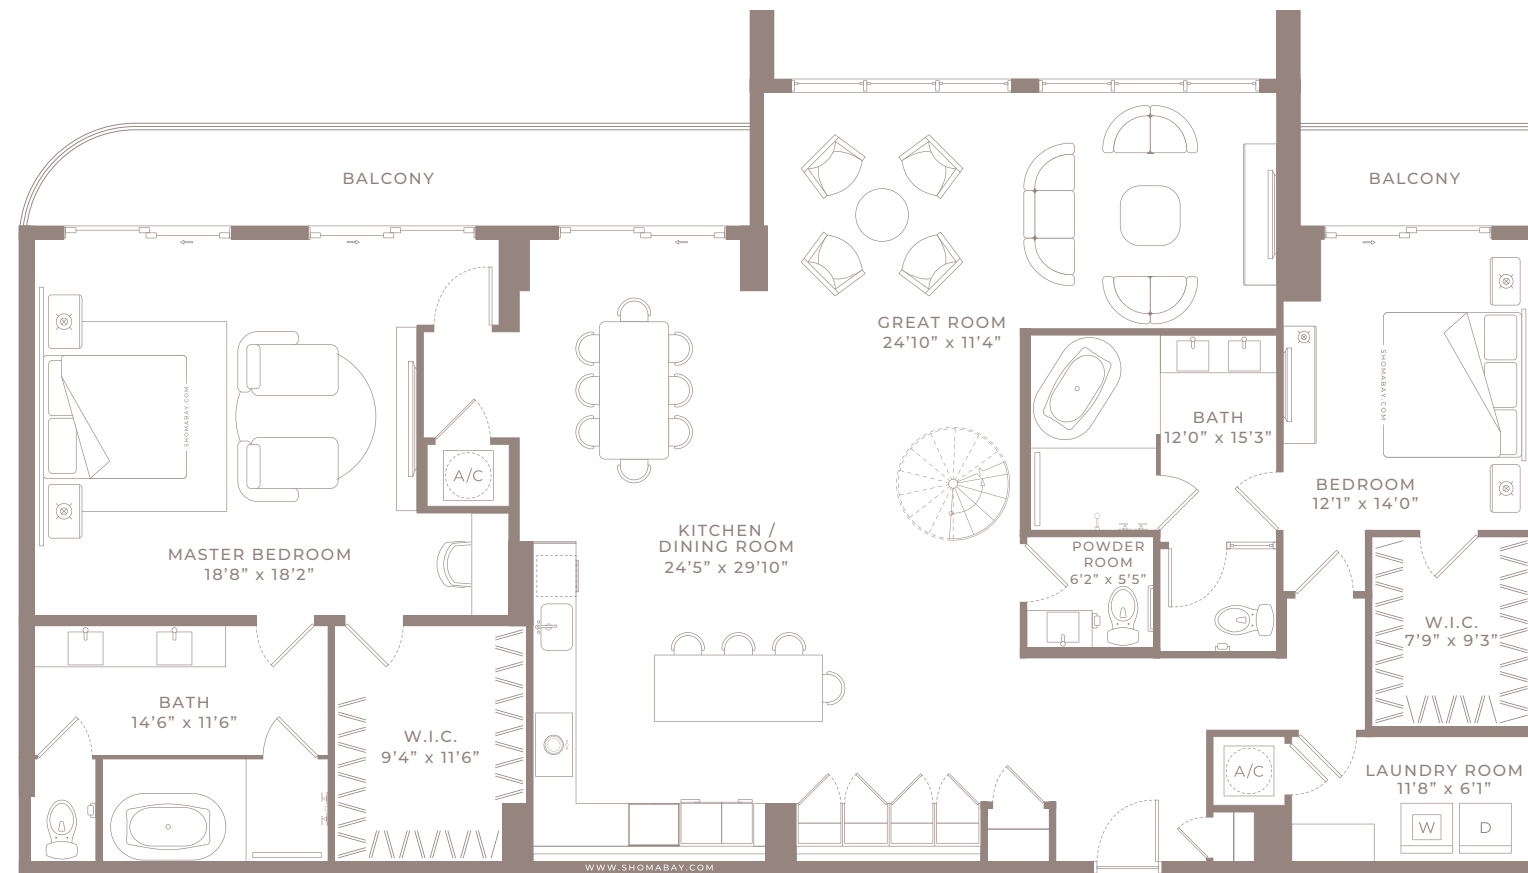 BALCONY
BALCONY
GREAT ROOM
24’10” x 11’4”
SHOMABAY.COM
SHOMABAY.COM
BATH
12’0” x 15’3”
A/C
BEDROOM
12’1” x 14’0”
KITCHEN /
DINING ROOM
24’5” x 29’10”
MASTER BEDROOM
18’8” x 18’2”
POWDER
ROOM
6’2” x 5’5”
W.I.C.
7’9” x 9’3”
BATH
14’6” x 11’6”
W.I.C.
9’4” x 11’6”
A/C
LAUNDRY ROOM
11’8” x 6’1”
W
D
WWW.SHOMABAY.COM